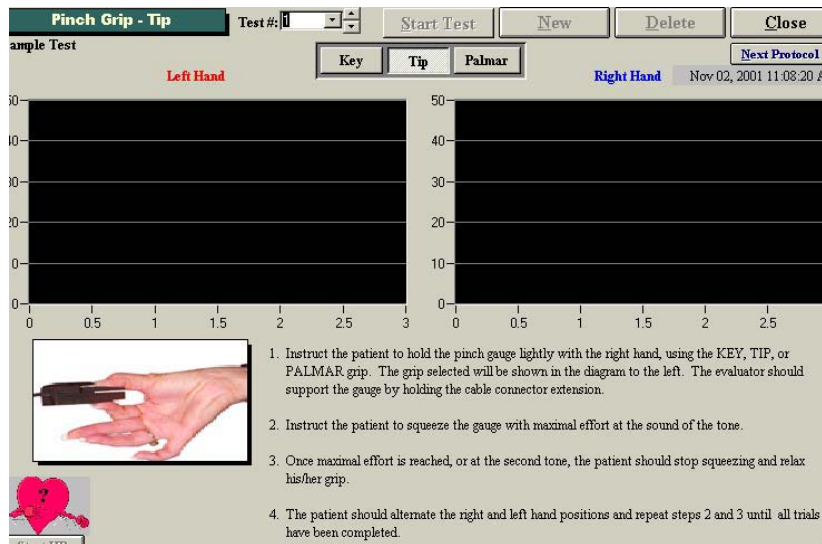 Pinch Grip - Tip
Test #: 1
Start Test
New
Delete
Close
ample Test
Key
Tip
Palmar
Next Protocol
Left Hand
Right Hand
Nov 02, 2001 11:08:20 A
50
40
30
20
10
0
0 0.5 1 1.5 2 2.5 3
50
40
30
20
10
0
0 0.5 1 1.5 2 2.5
1. Instruct the patient to hold the pinch gauge lightly with the right hand, using the KEY, TIP, or
PALMAR grip. The grip selected will be shown in the diagram to the left. The evaluator should
support the gauge by holding the cable connector extension.
2. Instruct the patient to squeeze the gauge with maximal effort at the sound of the tone.
3. Once maximal effort is reached, or at the second tone, the patient should stop squeezing and relax
his/her grip.
4. The patient should alternate the right and left hand positions and repeat steps 2 and 3 until all trials
have been completed.
?